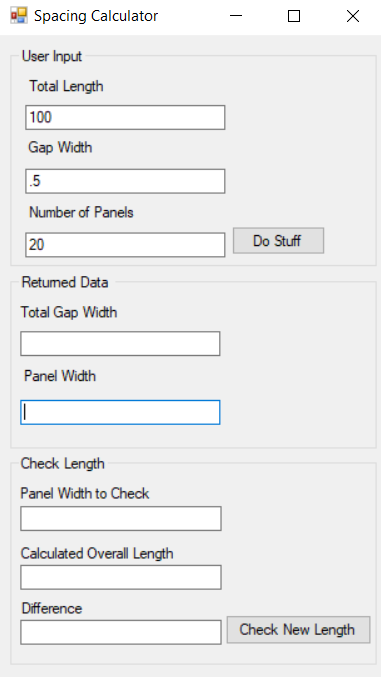 Spacing Calculator
User Input
Total Length
100
Gap Width
.5
Number of Panels
20
Do Stuff
Returned Data
Total Gap Width
Panel Width
Check Length
Panel Width to Check
Calculated Overall Length
Difference
Check New Length